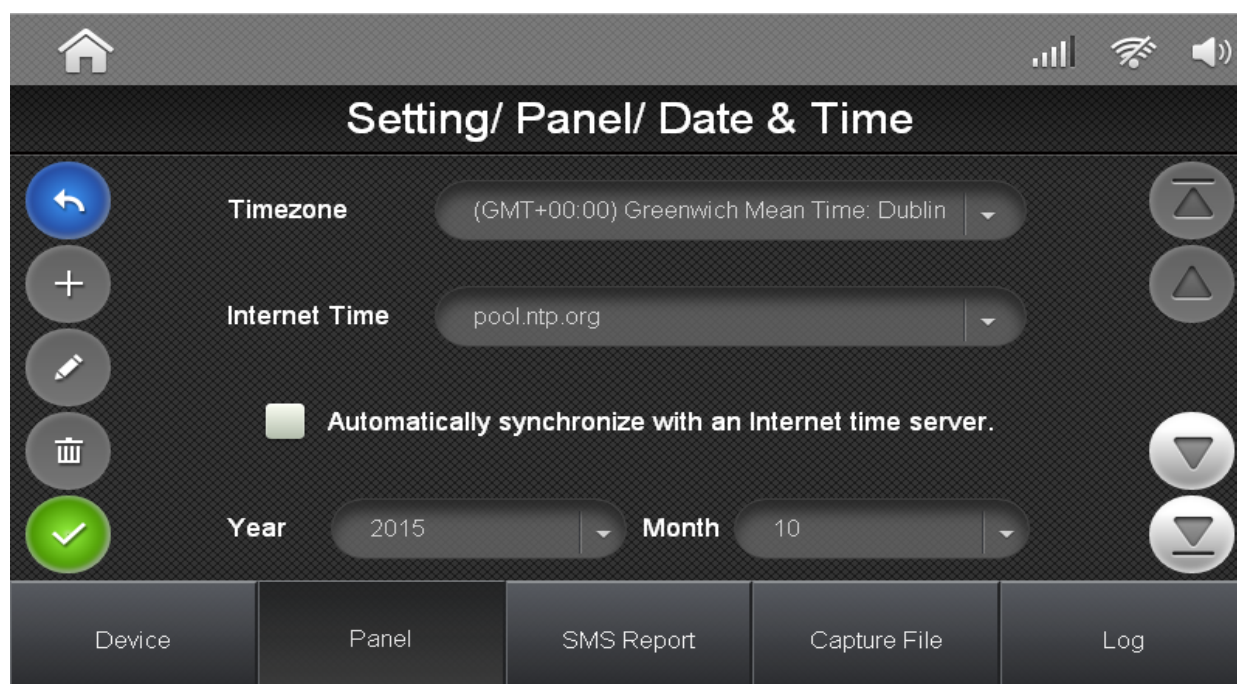 Setting/ Panel/ Date & Time
Timezone (GMT+00:00) Greenwich Mean Time: Dublin
Internet Time pool.ntp.org
Automatically synchronize with an Internet time server.
Year 2015 Month 10
Device Panel SMS Report Capture File Log